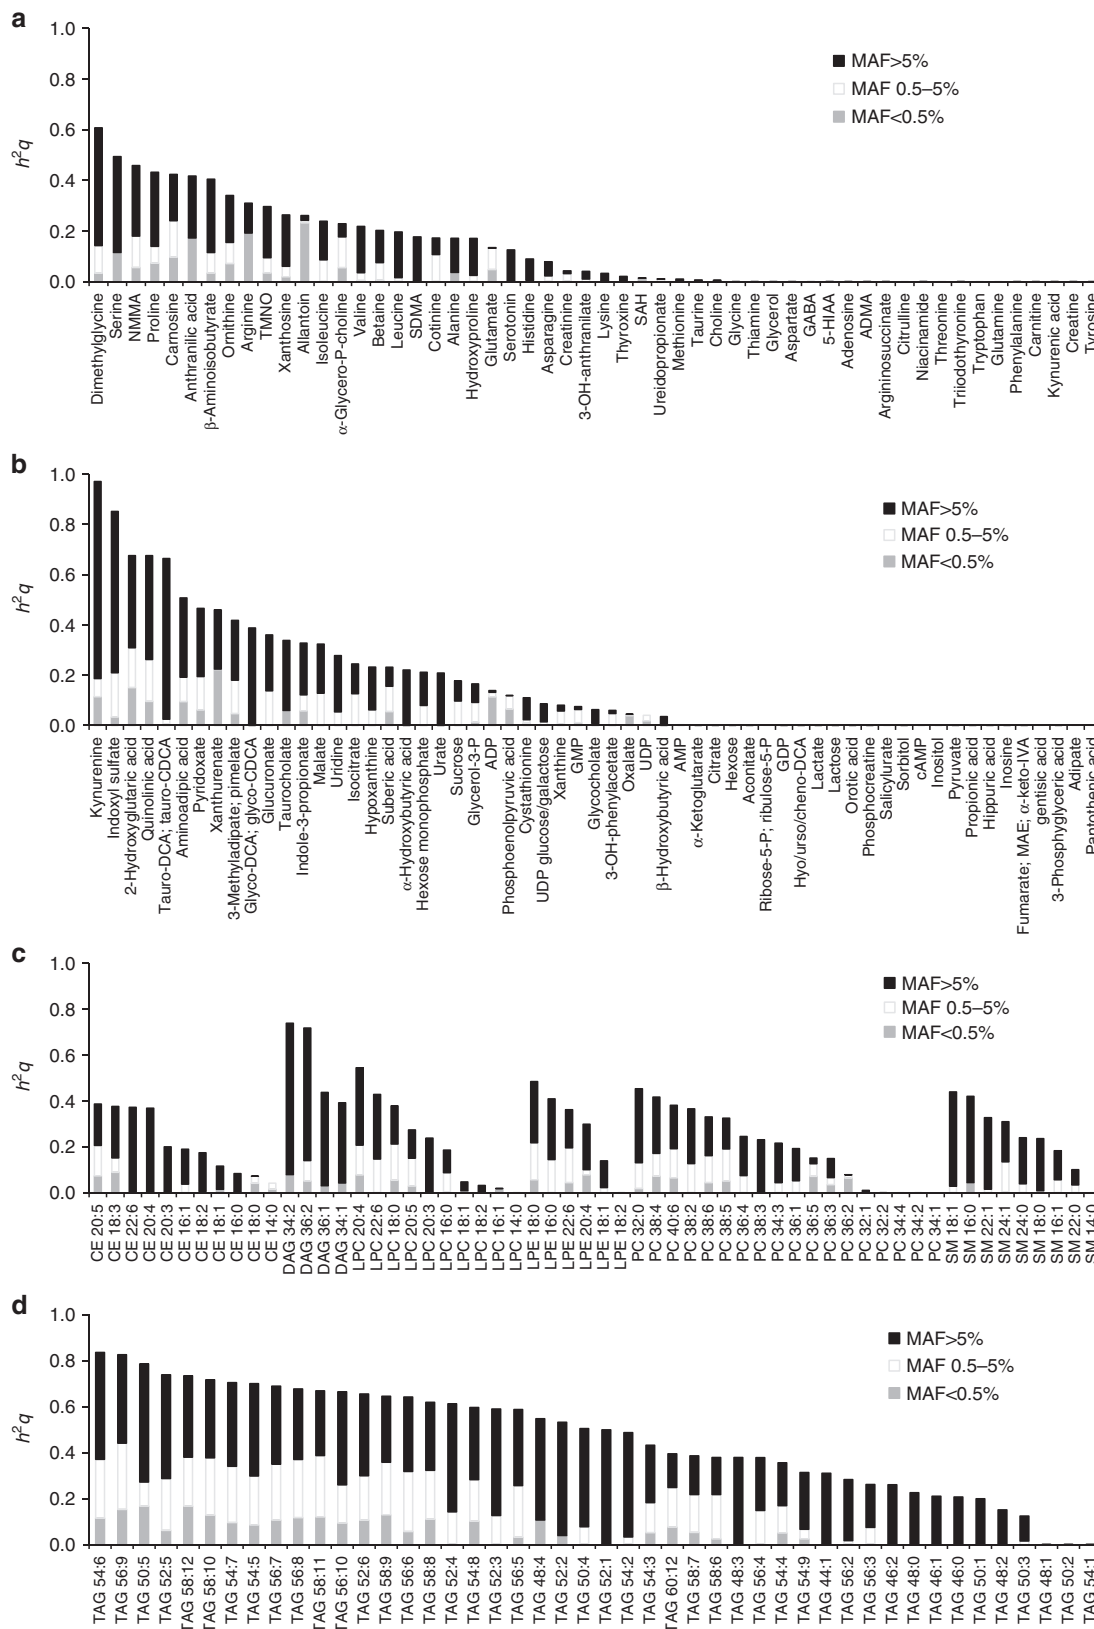 a
1.0
0.8
0.6
0.4
0.2
0.0
h²q
MAF>5%
MAF 0.5–5%
MAF<0.5%
Dimethylglycine
Serine
NMMA
Proline
Carnosine
Anthranilic acid
β-Aminoisobutyrate
Ornithine
Arginine
TMNO
Xanthosine
Allantoin
Isoleucine
α-Glycero-P-choline
Valine
Betaine
Leucine
SDMA
Cotinine
Alanine
Hydroxyproline
Glutamate
Serotonin
Histidine
Asparagine
Creatinine
3-OH-anthranilate
Lysine
Thyroxine
SAH
Ureidopropionate
Methionine
Taurine
Choline
Glycine
Thiamine
Glycerol
Aspartate
GABA
5-HIAA
Adenosine
ADMA
Argininosuccinate
Citrulline
Niacinamide
Threonine
Triiodothyronine
Tryptophan
Glutamine
Phenylalanine
Carnitine
Kynurenic acid
Creatine
Tyrosine
b
1.0
0.8
0.6
0.4
0.2
0.0
h²q
MAF>5%
MAF 0.5–5%
MAF<0.5%
Kynurenine
Indoxyl sulfate
2-Hydroxyglutaric acid
Quinolinic acid
Tauro-DCA; tauro-CDCA
Aminoadipic acid
Pyridoxate
Xanthurenate
3-Methyladipate; pimelate
Glyco-DCA; glyco-CDCA
Glucuronate
Taurocholate
Indole-3-propionate
Malate
Uridine
Isocitrate
Hypoxanthine
Suberic acid
α-Hydroxybutyric acid
Hexose monophosphate
Urate
Sucrose
Glycerol-3-P
ADP
Phosphoenolpyruvic acid
Cystathionine
UDP glucose/galactose
Xanthine
GMP
Glycocholate
3-OH-phenylacetate
Oxalate
UDP
β-Hydroxybutyric acid
AMP
α-Ketoglutarate
Citrate
Hexose
Aconitate
Ribose-5-P; ribulose-5-P
GDP
Hyo/urso/cheno-DCA
Lactate
Lactose
Orotic acid
Phosphocreatine
Salicylurate
Sorbitol
cAMP
Inositol
Pyruvate
Propionic acid
Hippuric acid
Inosine
Fumarate; MAE; α-keto-IVA
gentisic acid
3-Phosphyglyceric acid
Adipate
Pantothenic acid
c
1.0
0.8
0.6
0.4
0.2
0.0
h²q
MAF>5%
MAF 0.5–5%
MAF<0.5%
CE 20:5
CE 18:3
CE 22:6
CE 20:4
CE 20:3
CE 16:1
CE 18:2
CE 18:1
CE 16:0
CE 18:0
CE 14:0
DAG 34:2
DAG 36:2
DAG 36:1
DAG 34:1
LPC 20:4
LPC 22:6
LPC 18:0
LPC 20:5
LPC 20:3
LPC 16:0
LPC 18:1
LPC 18:2
LPC 16:1
LPC 14:0
LPE 18:0
LPE 16:0
LPE 22:6
LPE 20:4
LPE 18:1
LPE 18:2
PC 32:0
PC 38:4
PC 40:6
PC 38:2
PC 38:6
PC 38:5
PC 36:4
PC 38:3
PC 34:3
PC 36:1
PC 36:5
PC 36:3
PC 36:2
PC 32:1
PC 32:2
PC 34:4
PC 34:2
PC 34:1
SM 18:1
SM 16:0
SM 22:1
SM 24:1
SM 24:0
SM 18:0
SM 16:1
SM 22:0
SM 14:0
d
1.0
0.8
0.6
0.4
0.2
0.0
h²q
MAF>5%
MAF 0.5–5%
MAF<0.5%
TAG 54:6
TAG 56:9
TAG 50:5
TAG 52:5
TAG 58:12
TAG 58:10
TAG 54:7
TAG 54:5
TAG 56:7
TAG 56:8
TAG 58:11
TAG 56:10
TAG 52:6
TAG 58:9
TAG 56:6
TAG 58:8
TAG 52:4
TAG 54:8
TAG 52:3
TAG 56:5
TAG 48:4
TAG 52:2
TAG 50:4
TAG 52:1
TAG 54:2
TAG 54:3
TAG 60:12
TAG 58:7
TAG 58:6
TAG 48:3
TAG 56:4
TAG 54:4
TAG 54:9
TAG 44:1
TAG 56:2
TAG 56:3
TAG 46:2
TAG 48:0
TAG 46:1
TAG 46:0
TAG 50:1
TAG 48:2
TAG 50:3
TAG 48:1
TAG 50:2
TAG 54:1